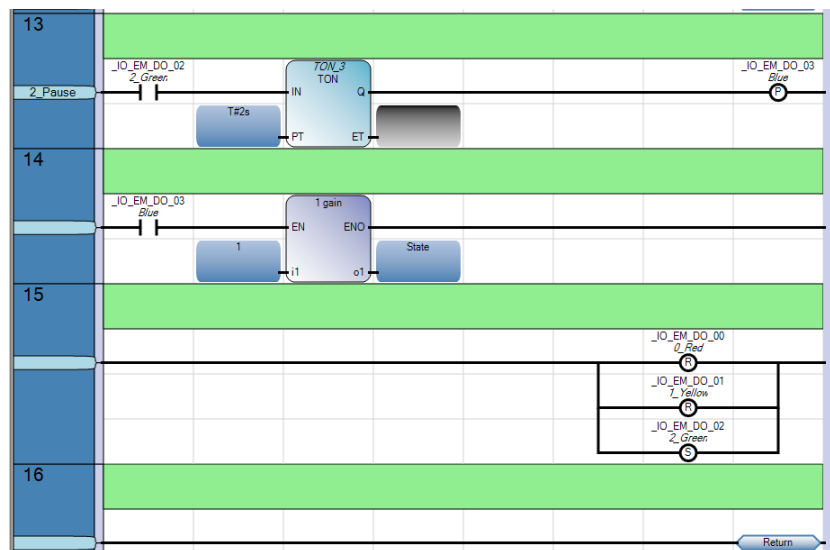 13
_IO_EM_DO_02
2_Green
TON_3
TON
_IO_EM_DO_03
Blue
2_Pause
IN
Q
P
T#2s
PT
ET
14
_IO_EM_DO_03
Blue
1 gain
EN
ENO
1
State
i1
o1
15
_IO_EM_DO_00
0_Red
R
_IO_EM_DO_01
1_Yellow
R
_IO_EM_DO_02
2_Green
S
16
Return